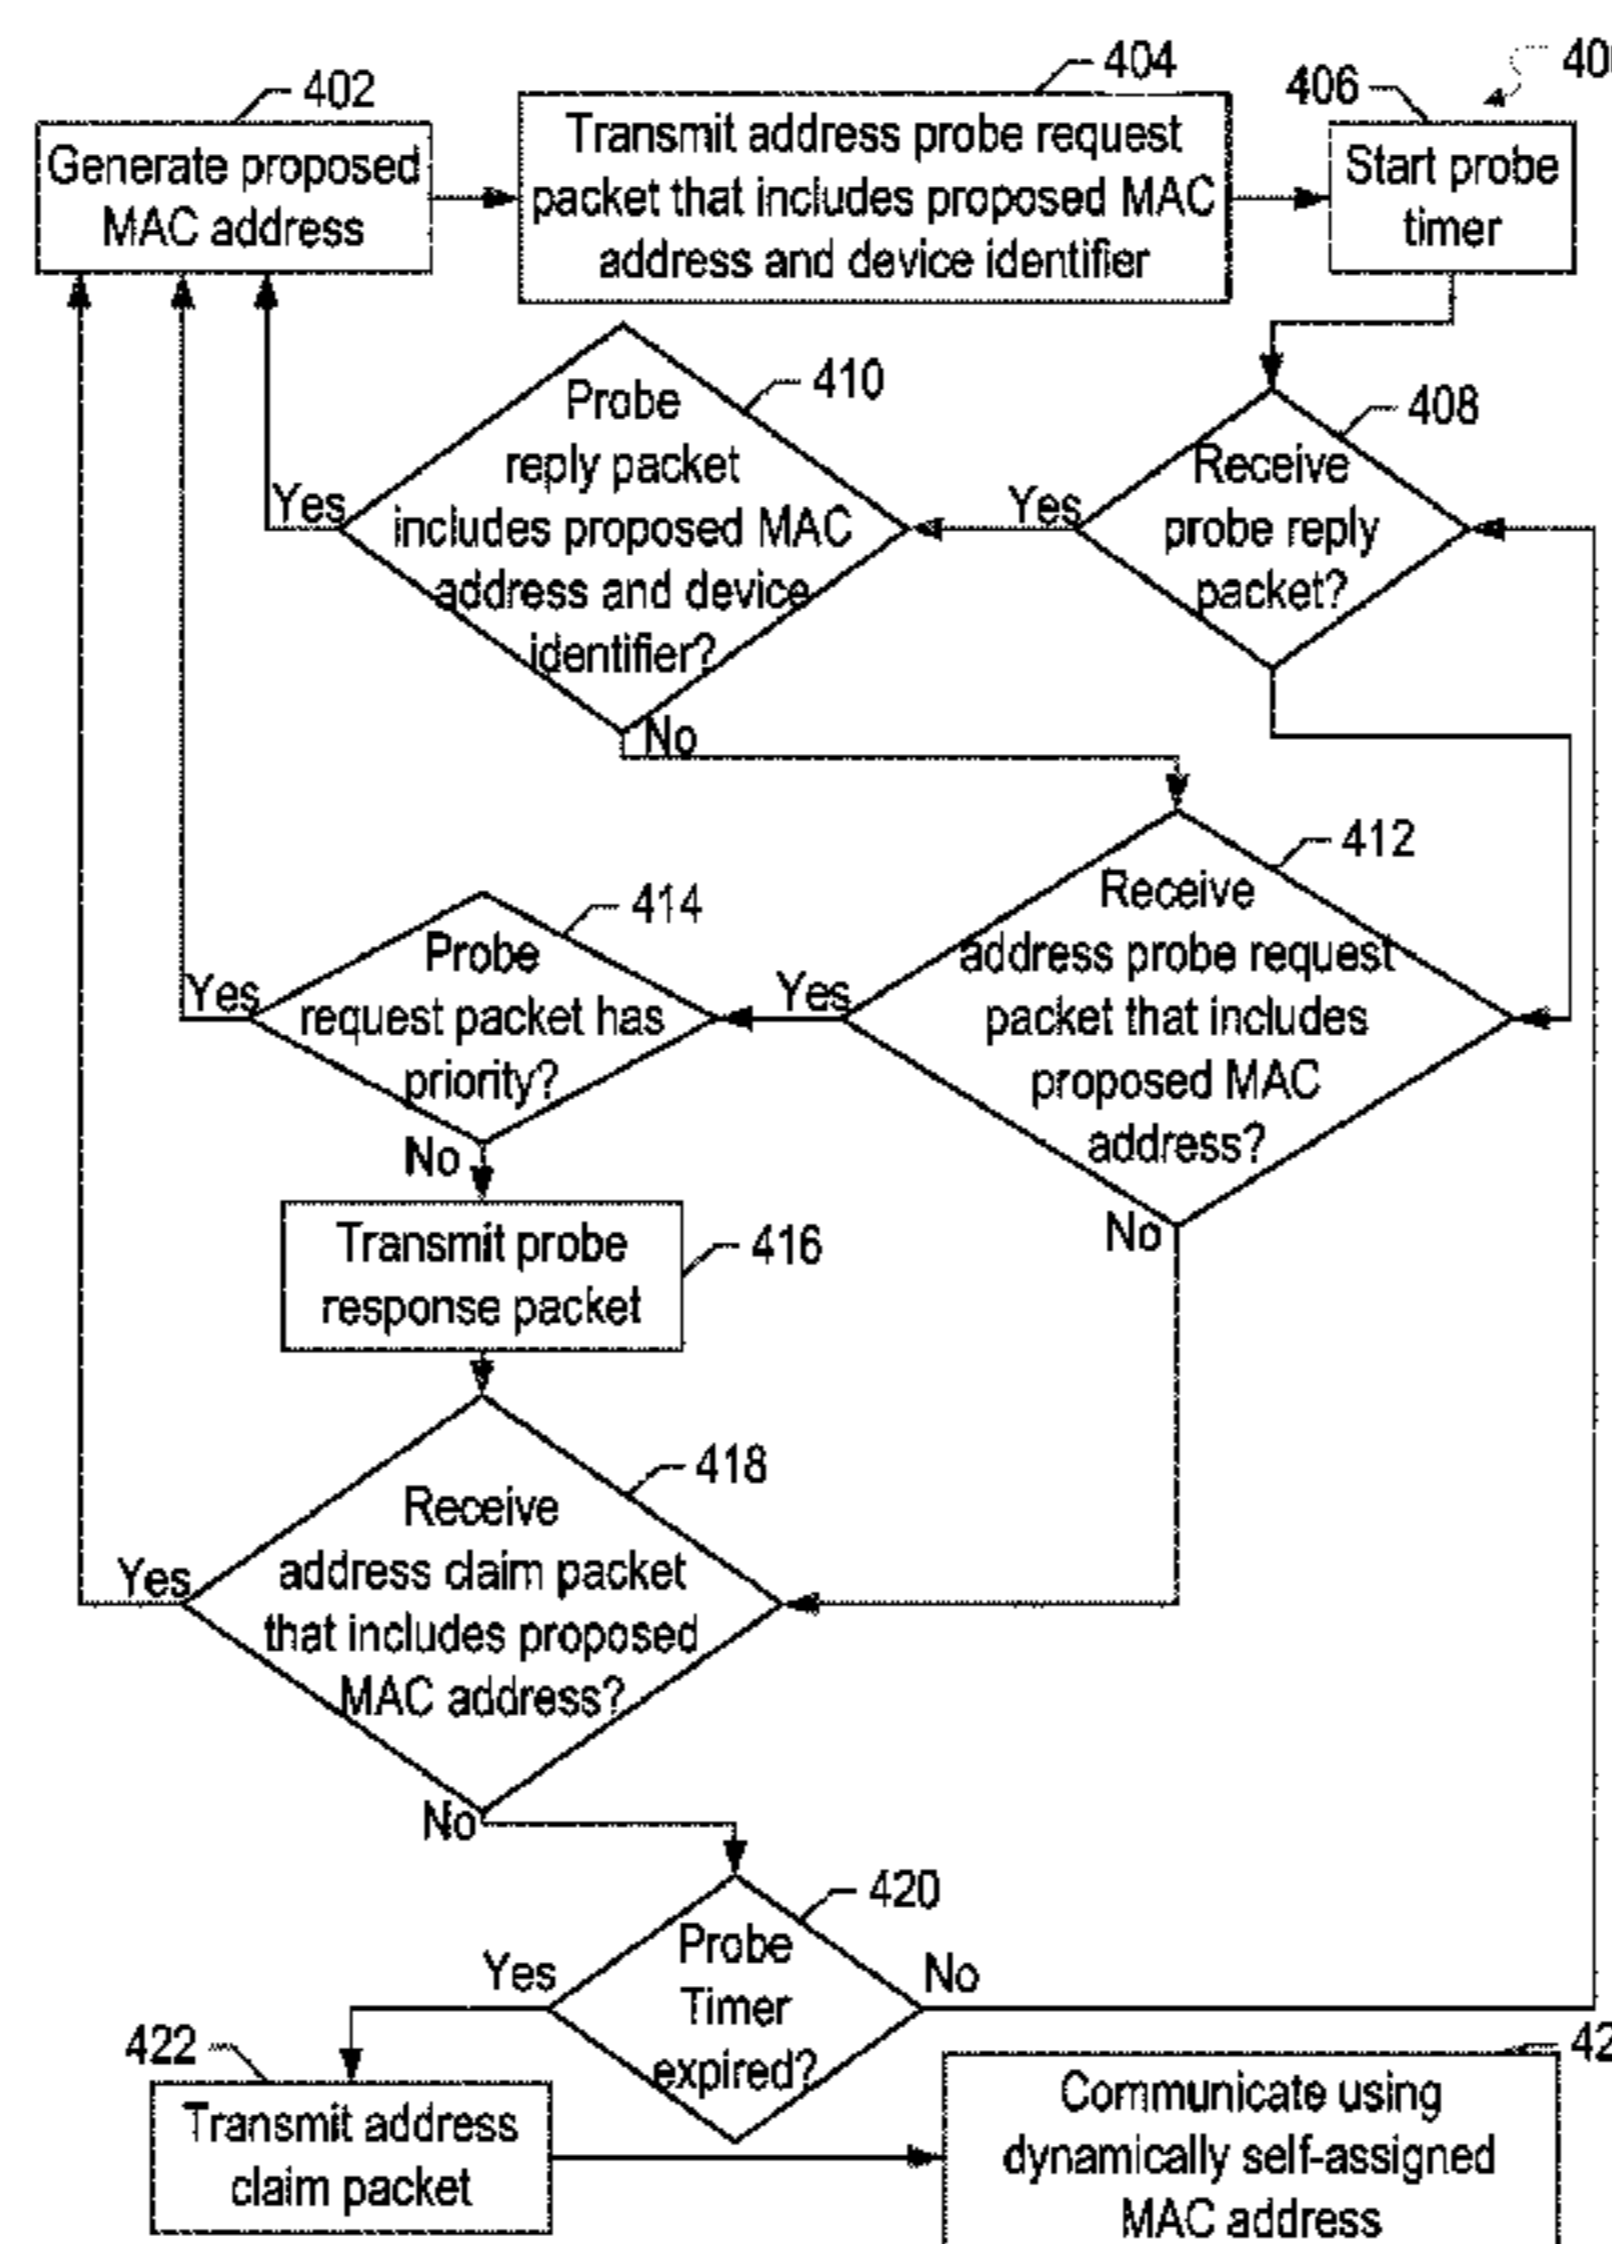 402
Generate proposed
MAC address
404
Transmit address probe request
packet that includes proposed MAC
address and device identifier
406
Start probe
timer
410
Probe
reply packet
includes proposed MAC
address and device
identifier?
Yes
No
408
Receive
probe reply
packet?
Yes
412
Receive
address probe request
packet that includes
proposed MAC
address?
Yes
No
414
Probe
request packet has
priority?
Yes
No
416
Transmit probe
response packet
418
Receive
address claim packet
that includes proposed
MAC address?
Yes
No
420
Probe
Timer
expired?
Yes
No
422
Transmit address
claim packet
Communicate using
dynamically self-assigned
MAC address